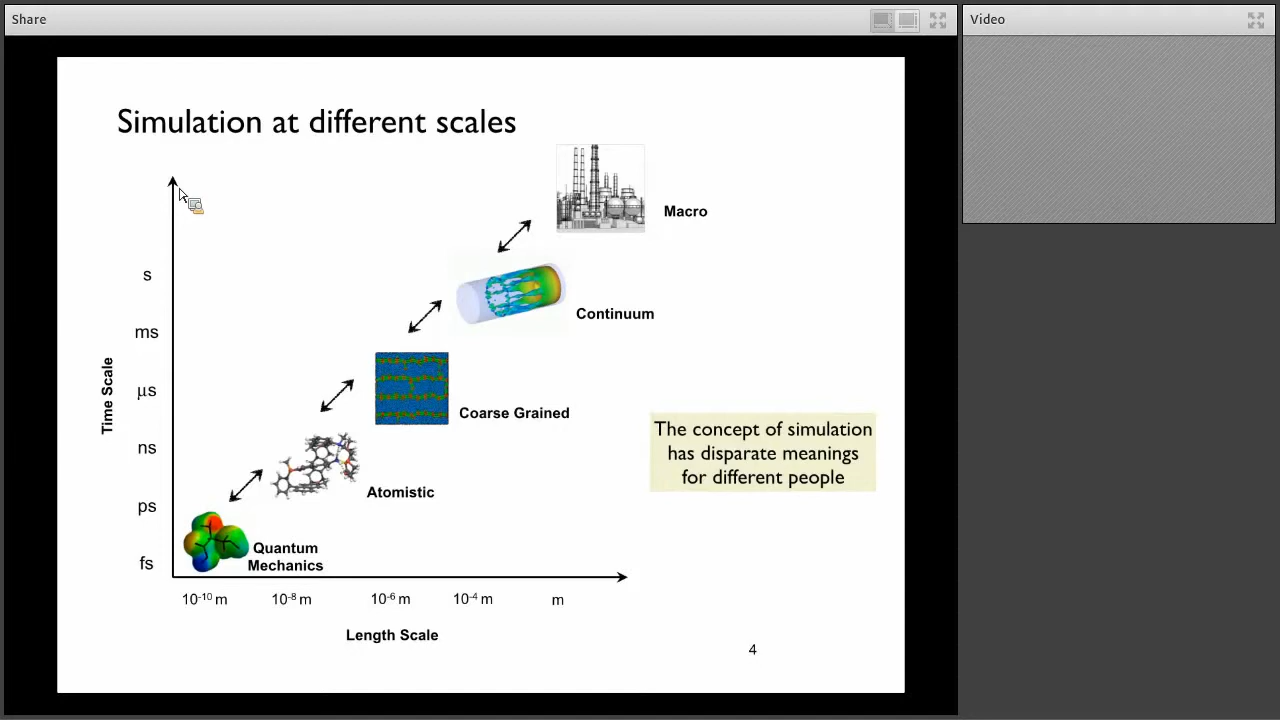 Share
Video
Simulation at different scales
Macro
s
Continuum
ms
Time Scale
μs
Coarse Grained
The concept of simulation
has disparate meanings
for different people
ns
Atomistic
ps
Quantum
Mechanics
fs
10⁻¹⁰ m 10⁻⁸ m 10⁻⁶ m 10⁻⁴ m m
Length Scale
4